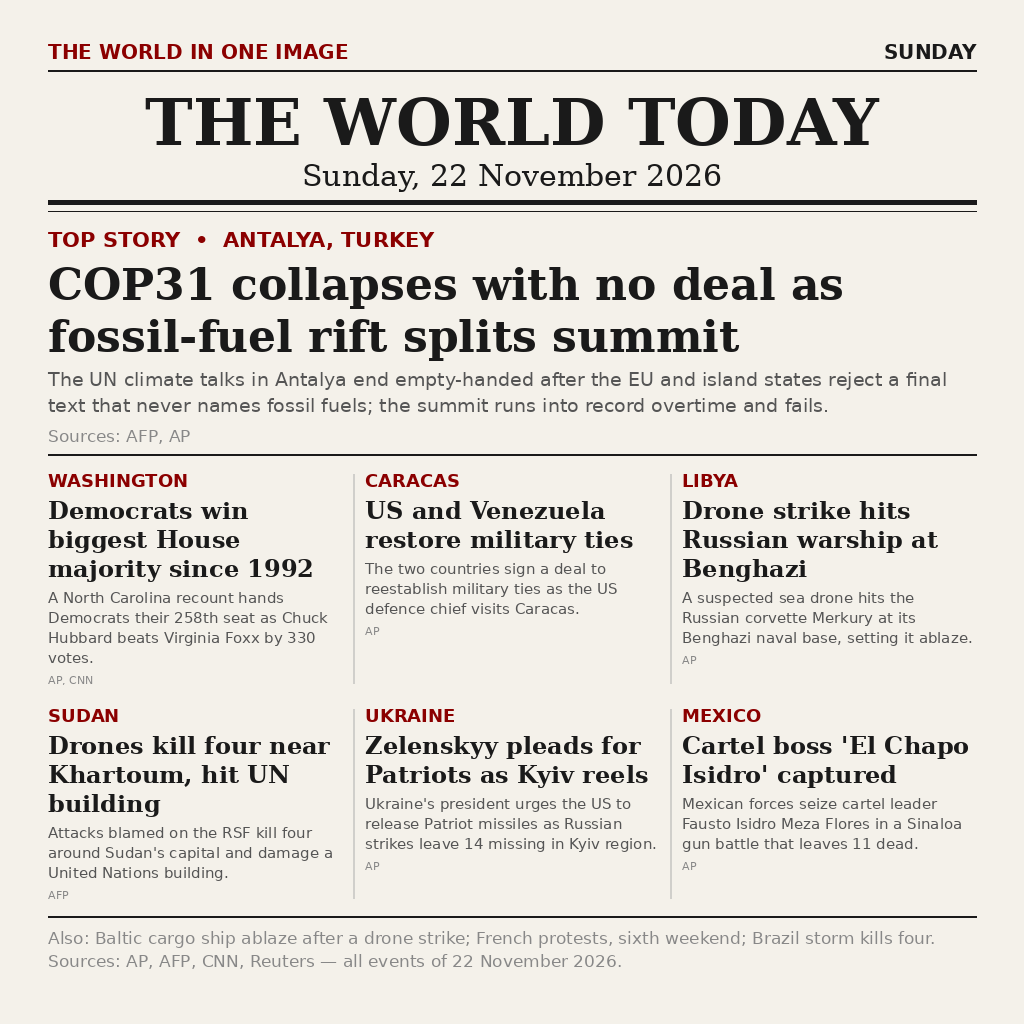 THE WORLD IN ONE IMAGE
SUNDAY
THE WORLD TODAY
Sunday, 22 November 2026
TOP STORY • ANTALYA, TURKEY
COP31 collapses with no deal as
fossil-fuel rift splits summit
The UN climate talks in Antalya end empty-handed after the EU and island states reject a final
text that never names fossil fuels; the summit runs into record overtime and fails.
Sources: AFP, AP
WASHINGTON
Democrats win
biggest House
majority since 1992
A North Carolina recount hands
Democrats their 258th seat as Chuck
Hubbard beats Virginia Foxx by 330
votes.
AP, CNN
CARACAS
US and Venezuela
restore military ties
The two countries sign a deal to
reestablish military ties as the US
defence chief visits Caracas.
AP
LIBYA
Drone strike hits
Russian warship at
Benghazi
A suspected sea drone hits the
Russian corvette Merkury at its
Benghazi naval base, setting it ablaze.
AP
SUDAN
Drones kill four near
Khartoum, hit UN
building
Attacks blamed on the RSF kill four
around Sudan's capital and damage a
United Nations building.
AFP
UKRAINE
Zelenskyy pleads for
Patriots as Kyiv reels
Ukraine's president urges the US to
release Patriot missiles as Russian
strikes leave 14 missing in Kyiv region.
AP
MEXICO
Cartel boss 'El Chapo
Isidro' captured
Mexican forces seize cartel leader
Fausto Isidro Meza Flores in a Sinaloa
gun battle that leaves 11 dead.
AP
Also: Baltic cargo ship ablaze after a drone strike; French protests, sixth weekend; Brazil storm kills four.
Sources: AP, AFP, CNN, Reuters — all events of 22 November 2026.